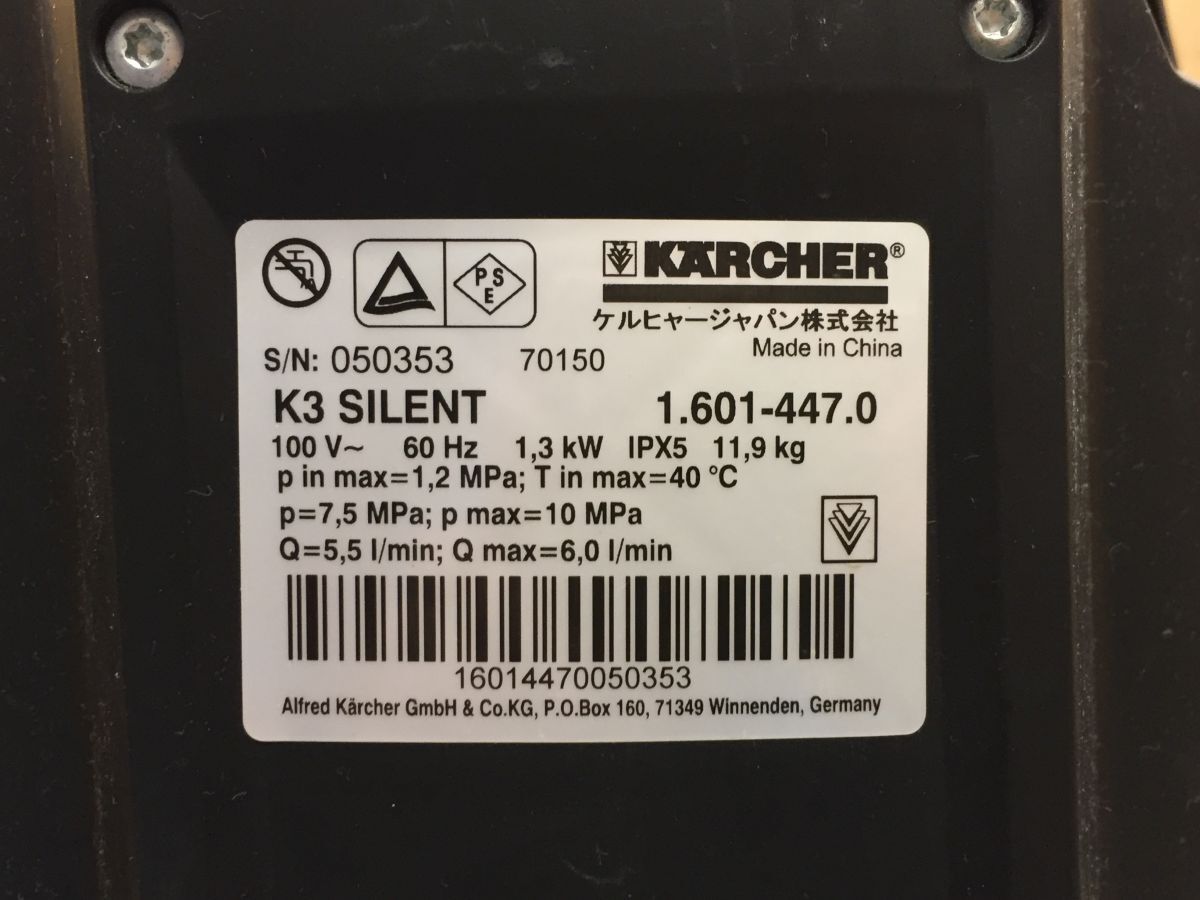 PSE
KÄRCHER®
ケルヒャージャパン株式会社
Made in China
S/N: 050353 70150
K3 SILENT 1.601-447.0
100 V~ 60 Hz 1,3 kW IPX5 11,9 kg
p in max=1,2 MPa; T in max=40 °C
p=7,5 MPa; p max=10 MPa
Q=5,5 l/min; Q max=6,0 l/min
16014470050353
Alfred Kärcher GmbH & Co.KG, P.O.Box 160, 71349 Winnenden, Germany